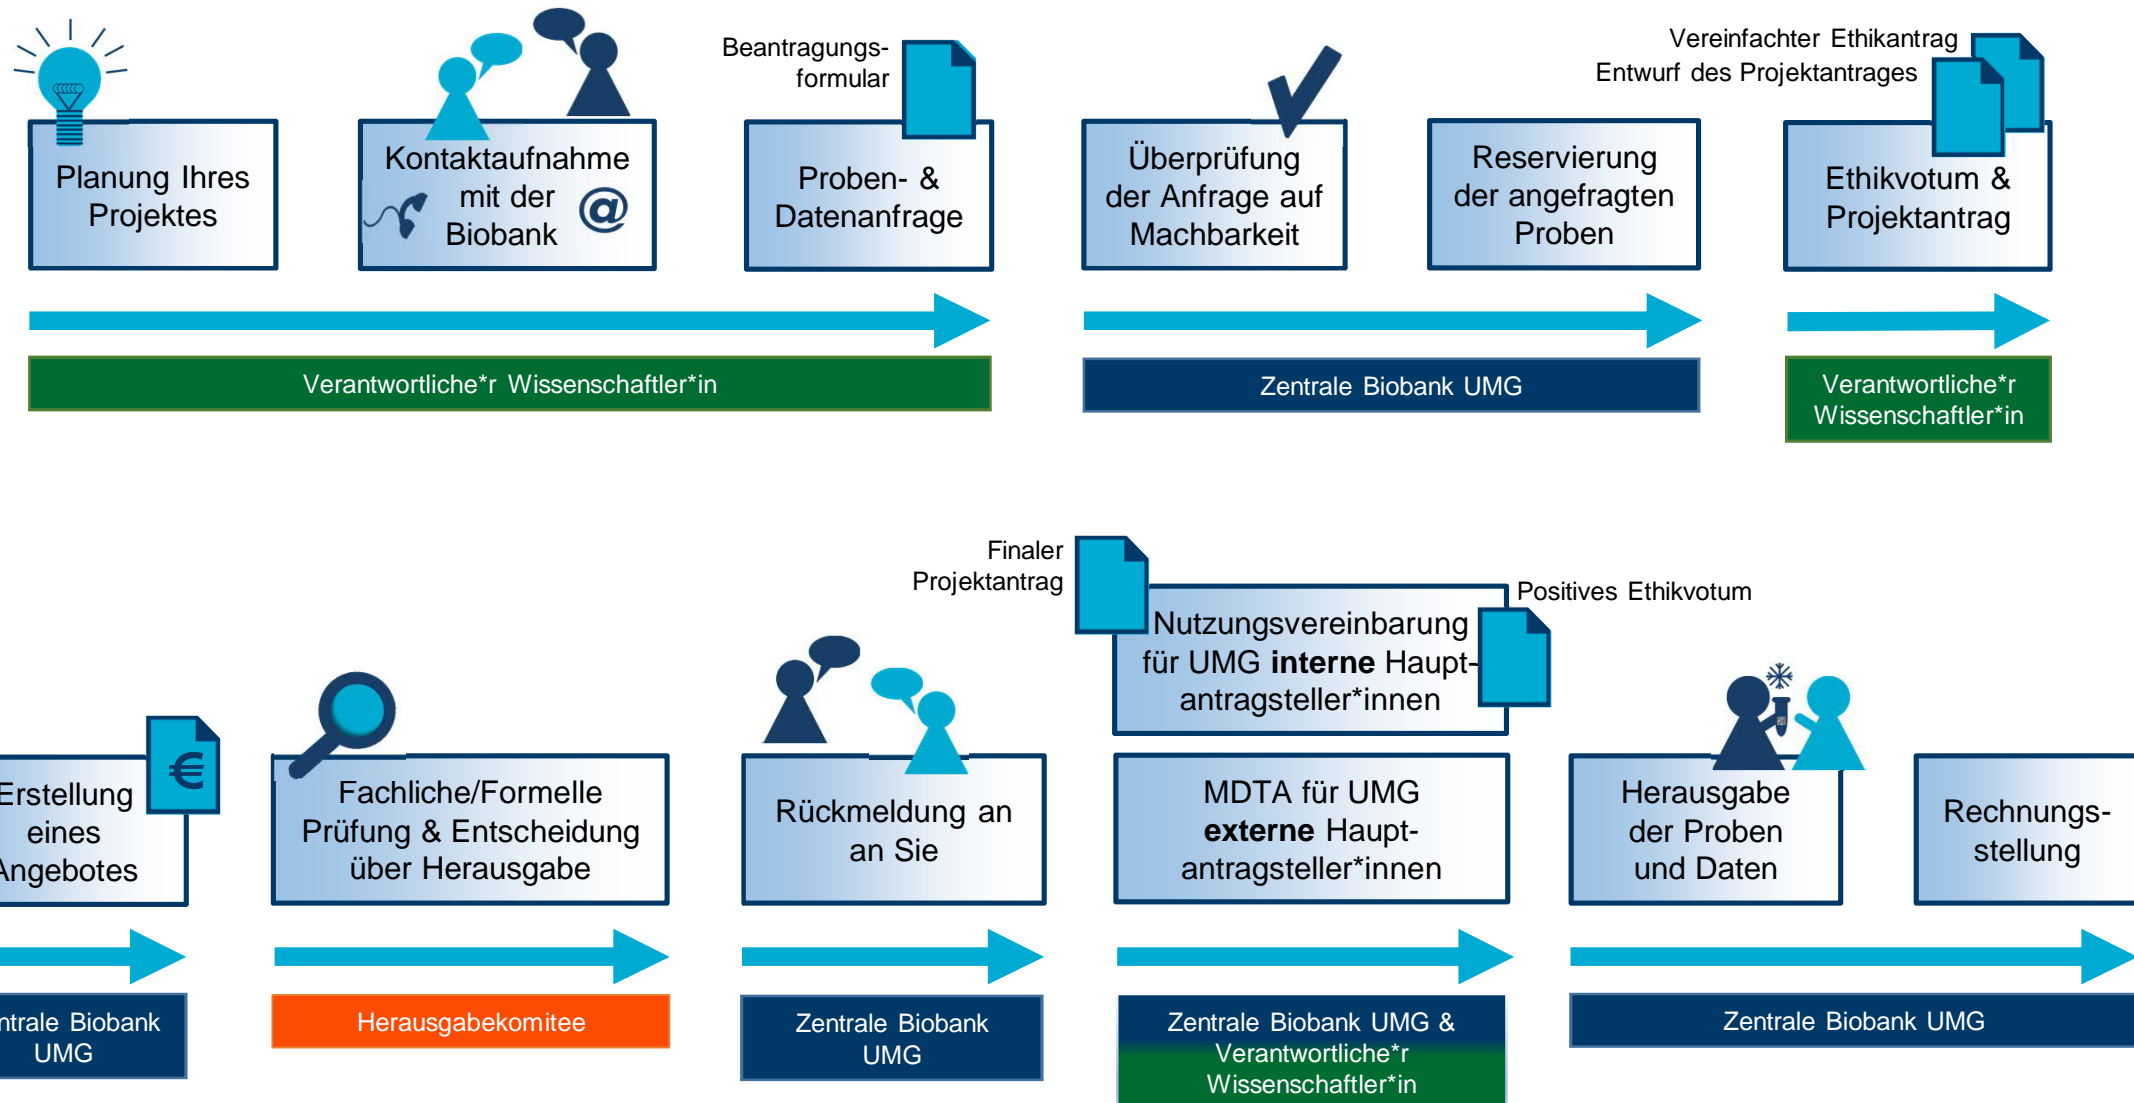 Beantragungs-
formular
Vereinfachter Ethikantrag
Entwurf des Projektantrages
Planung Ihres
Projektes
Kontaktaufnahme
mit der
Biobank
@
Proben- &
Datenanfrage
Überprüfung
der Anfrage auf
Machbarkeit
Reservierung
der angefragten
Proben
Ethikvotum &
Projektantrag
Verantwortliche*r Wissenschaftler*in
Zentrale Biobank UMG
Verantwortliche*r
Wissenschaftler*in
Finaler
Projektantrag
Positives Ethikvotum
Nutzungsvereinbarung
für UMG interne Haupt-
antragsteller*innen
€
Erstellung
eines
Angebotes
Fachliche/Formelle
Prüfung & Entscheidung
über Herausgabe
Rückmeldung an
an Sie
MDTA für UMG
externe Haupt-
antragsteller*innen
Herausgabe
der Proben
und Daten
Rechnungs-
stellung
ntrale Biobank
UMG
Herausgabekomitee
Zentrale Biobank
UMG
Zentrale Biobank UMG &
Verantwortliche*r
Wissenschaftler*in
Zentrale Biobank UMG